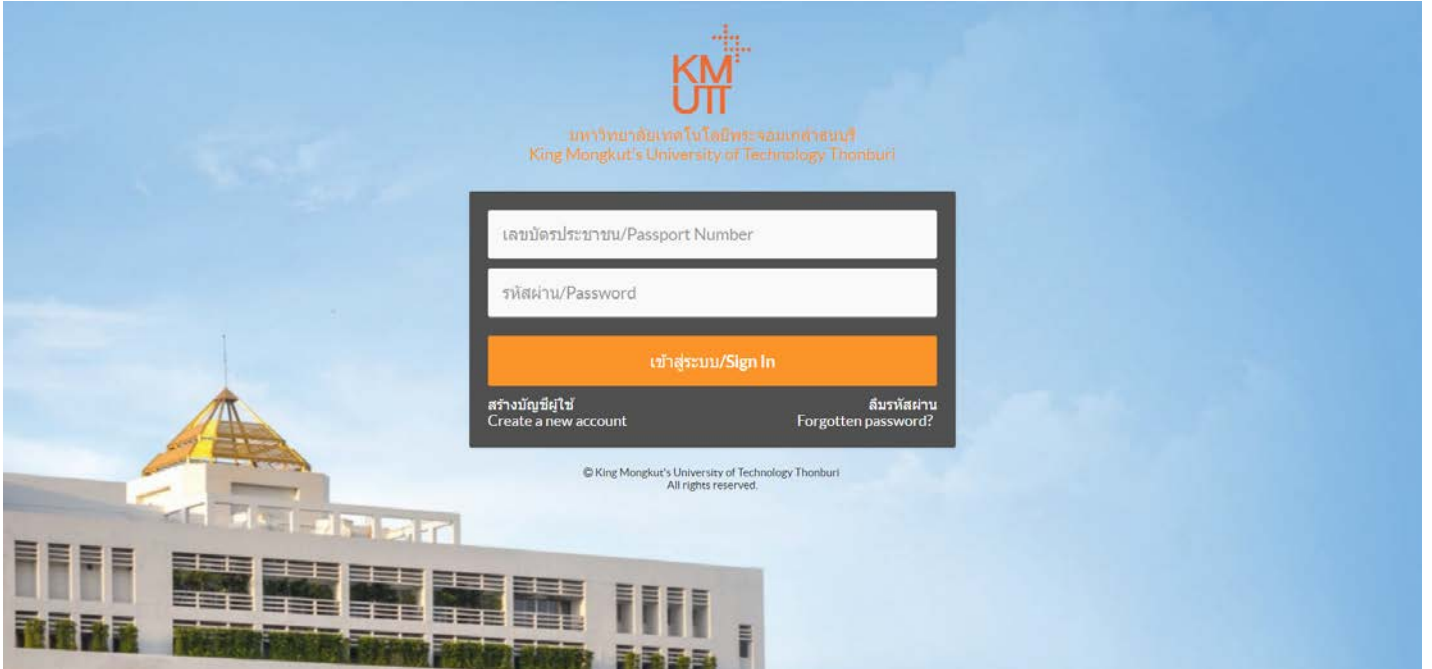 KM
UTT
มหาวิทยาลัยเทคโนโลยีพระจอมเกล้าธนบุรี
King Mongkut's University of Technology Thonburi
เลขบัตรประชาชน/Passport Number
รหัสผ่าน/Password
เข้าสู่ระบบ/Sign In
สร้างบัญชีผู้ใช้
Create a new account
ลืมรหัสผ่าน
Forgotten password?
© King Mongkut's University of Technology Thonburi
All rights reserved.